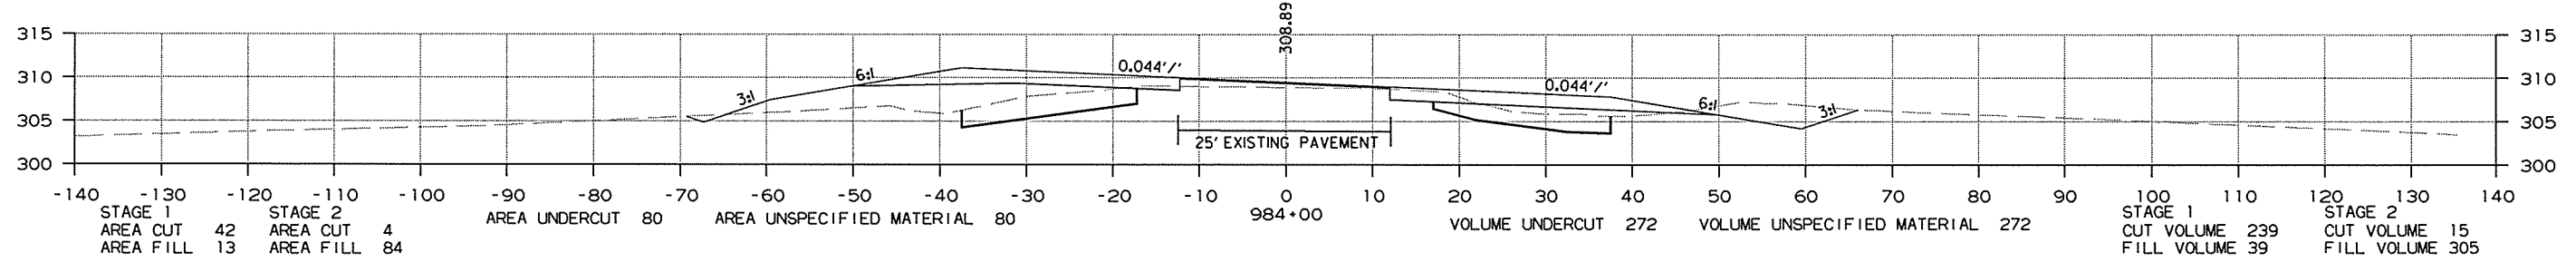 308.89
315 315
310 6:1 0.044'/' 0.044'/' 310
305 3:1 6:1 3:1 305
25' EXISTING PAVEMENT
300 300
-140 -130 -120 -110 -100 -90 -80 -70 -60 -50 -40 -30 -20 -10 0 10 20 30 40 50 60 70 80 90 100 110 120 130 140
984+00
STAGE 1 STAGE 2
AREA CUT 42 AREA CUT 4
AREA FILL 13 AREA FILL 84
AREA UNDERCUT 80 AREA UNSPECIFIED MATERIAL 80
VOLUME UNDERCUT 272 VOLUME UNSPECIFIED MATERIAL 272
STAGE 1 STAGE 2
CUT VOLUME 239 CUT VOLUME 15
FILL VOLUME 39 FILL VOLUME 305